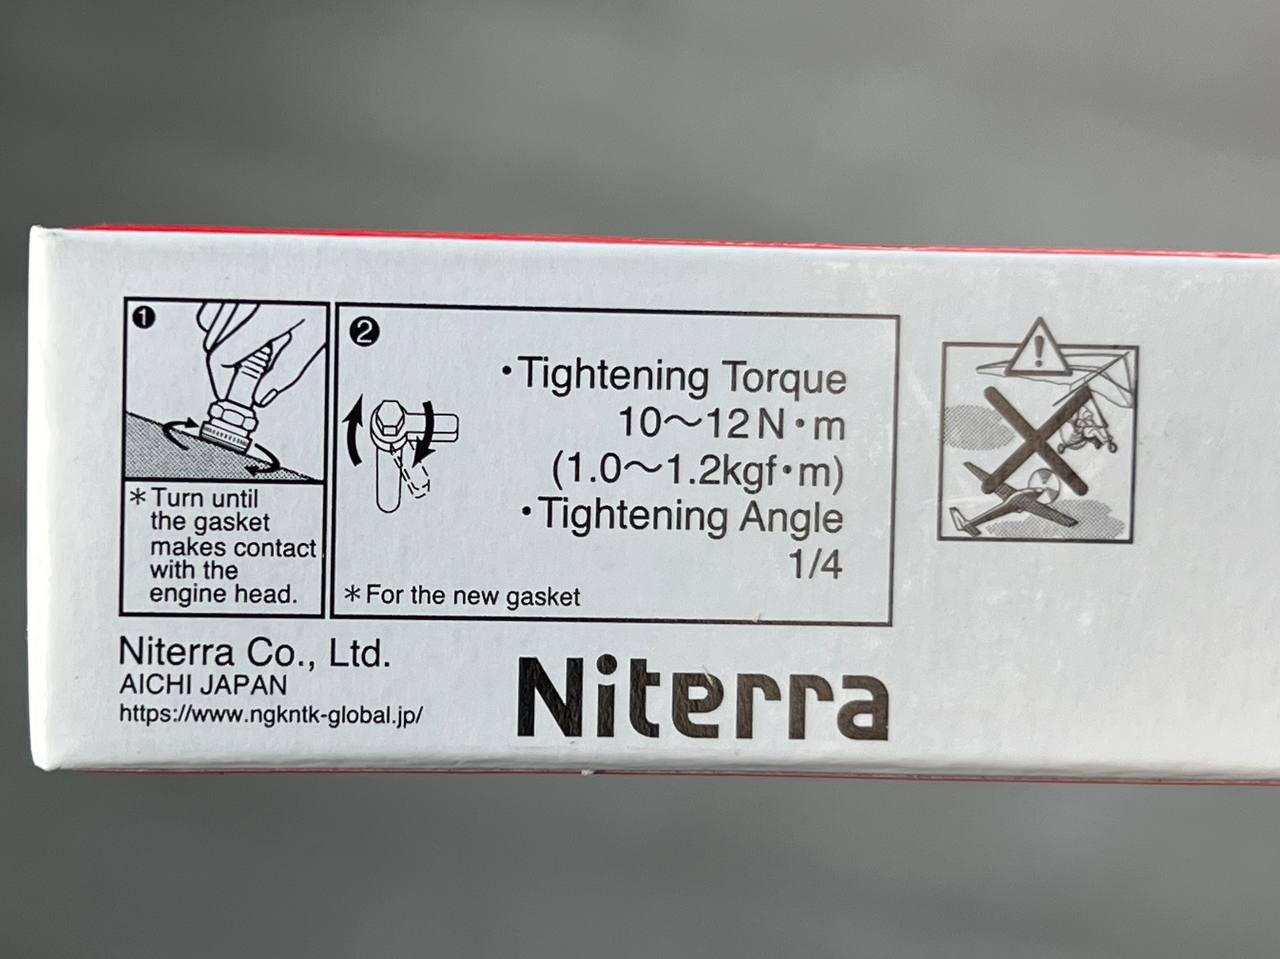 1
* Turn until
the gasket
makes contact
with the
engine head.
2
・Tightening Torque
10～12N・m
(1.0～1.2kgf・m)
・Tightening Angle
1/4
* For the new gasket
!
Niterra Co., Ltd.
AICHI JAPAN
https://www.ngkntk-global.jp/
Niterra